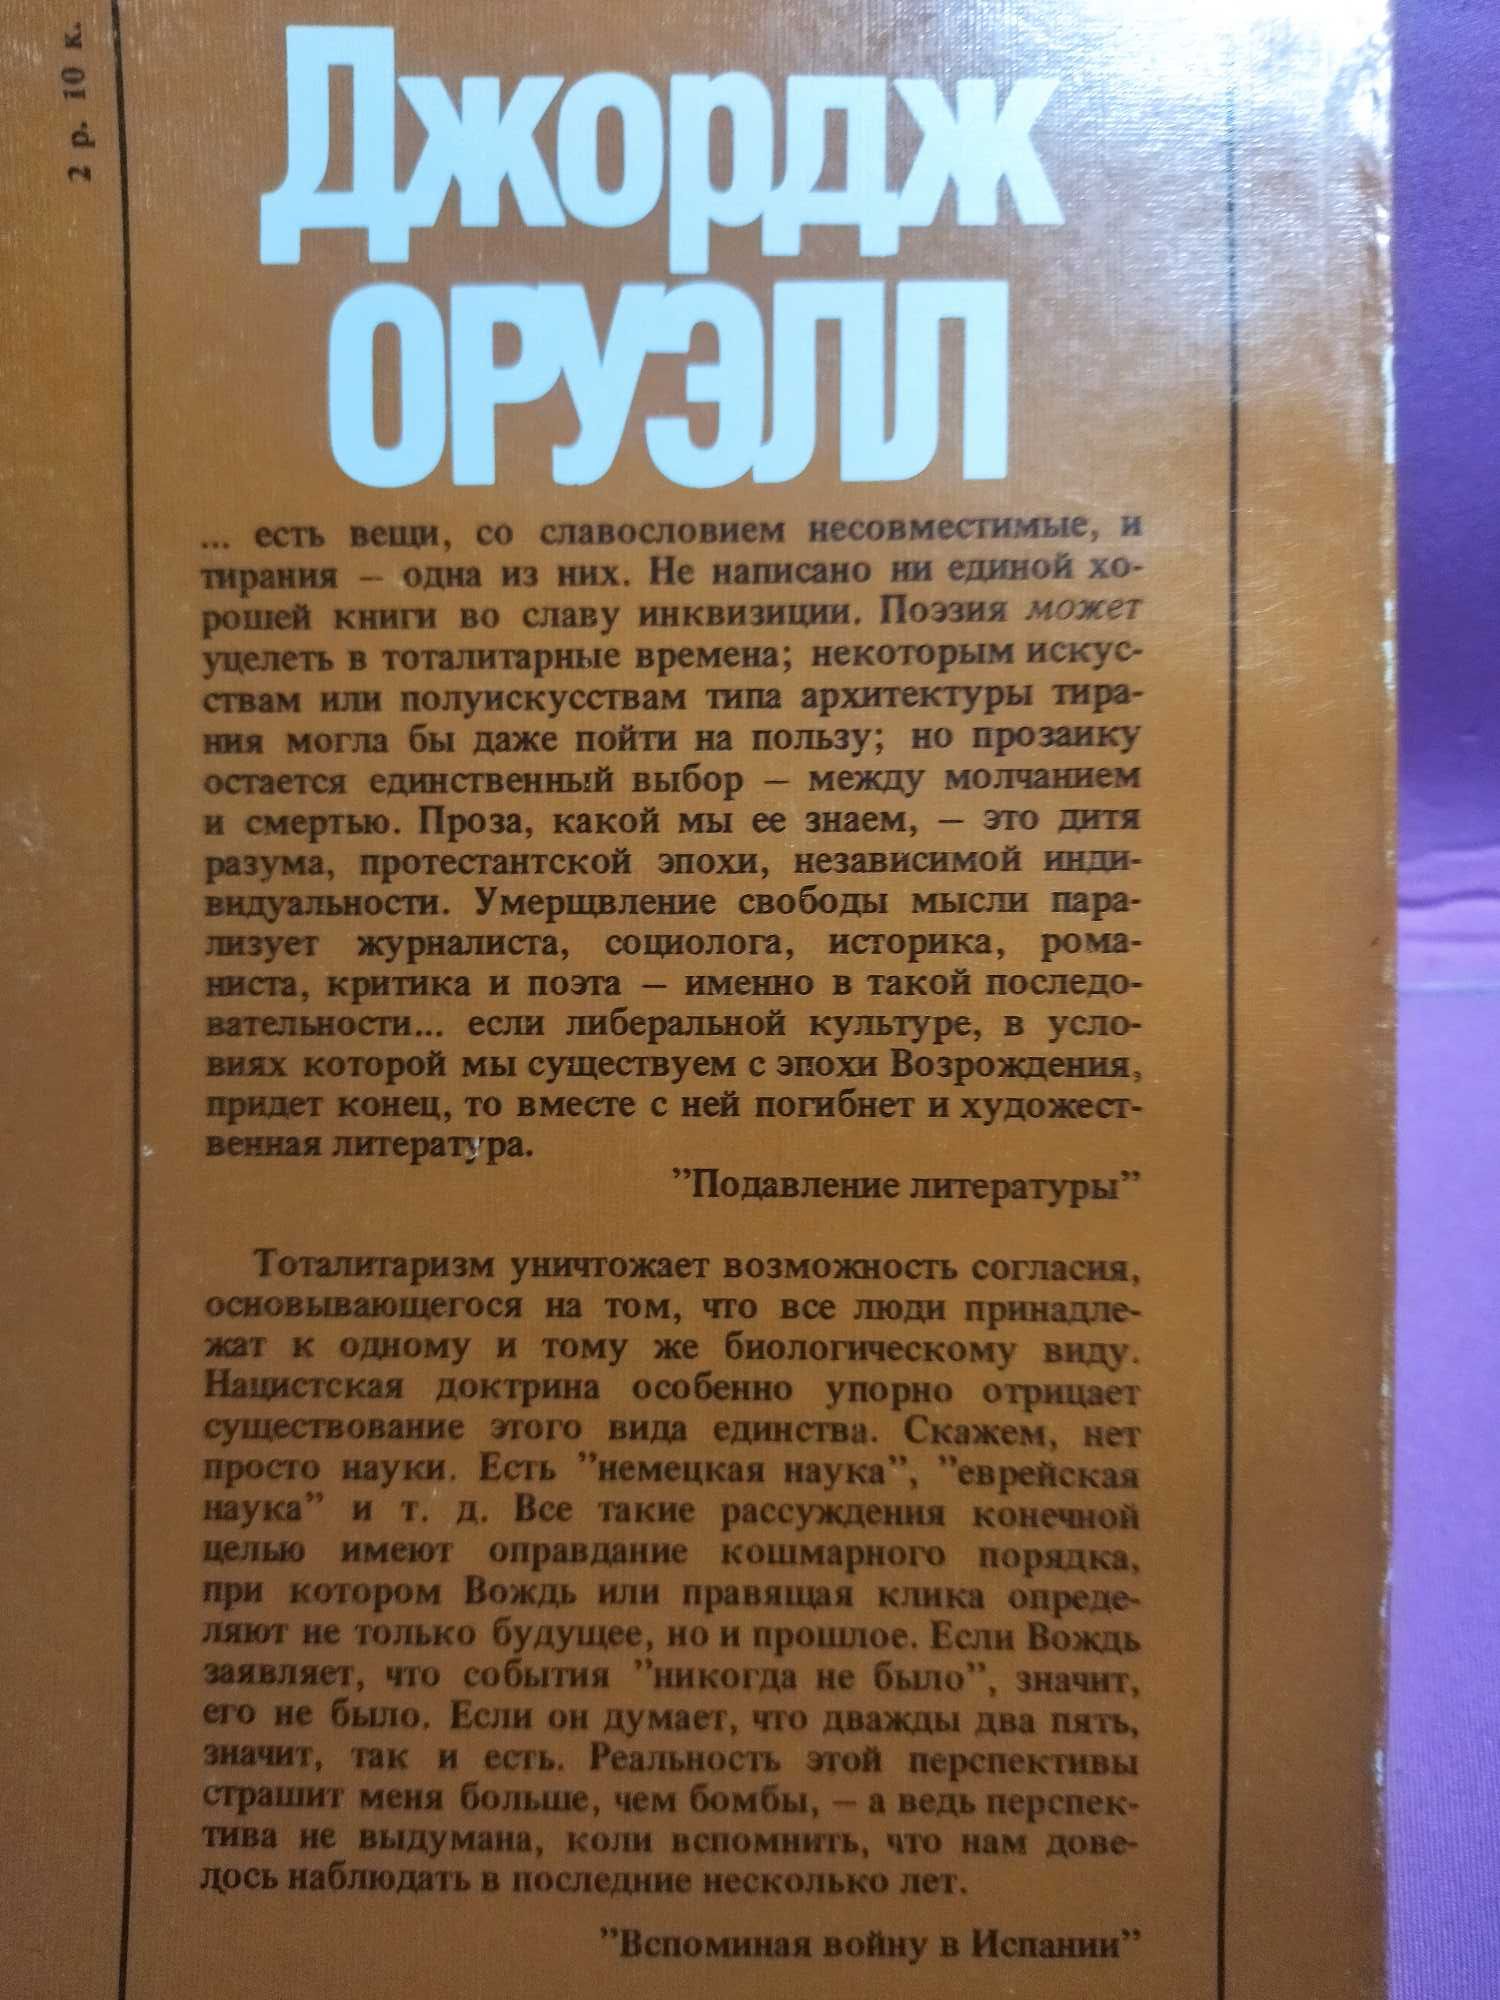 2 р. 10 к.
Джордж
ОРУЭЛЛ
... есть вещи, со славословием несовместимые, и
тирания – одна из них. Не написано ни единой хо-
рошей книги во славу инквизиции. Поэзия может
уцелеть в тоталитарные времена; некоторым искус-
ствам или полуискусствам типа архитектуры тира-
ния могла бы даже пойти на пользу; но прозаику
остается единственный выбор – между молчанием
и смертью. Проза, какой мы ее знаем, – это дитя
разума, протестантской эпохи, независимой инди-
видуальности. Умерщвление свободы мысли пара-
лизует журналиста, социолога, историка, рома-
ниста, критика и поэта – именно в такой последо-
вательности... если либеральной культуре, в усло-
виях которой мы существуем с эпохи Возрождения,
придет конец, то вместе с ней погибнет и художест-
венная литература.
”Подавление литературы”
Тоталитаризм уничтожает возможность согласия,
основывающегося на том, что все люди принадле-
жат к одному и тому же биологическому виду.
Нацистская доктрина особенно упорно отрицает
существование этого вида единства. Скажем, нет
просто науки. Есть ”немецкая наука”, ”еврейская
наука” и т. д. Все такие рассуждения конечной
целью имеют оправдание кошмарного порядка,
при котором Вождь или правящая клика опреде-
ляют не только будущее, но и прошлое. Если Вождь
заявляет, что события ”никогда не было”, значит,
его не было. Если он думает, что дважды два пять,
значит, так и есть. Реальность этой перспективы
страшит меня больше, чем бомбы, – а ведь перспек-
тива не выдумана, коли вспомнить, что нам дове-
лось наблюдать в последние несколько лет.
”Вспоминая войну в Испании”